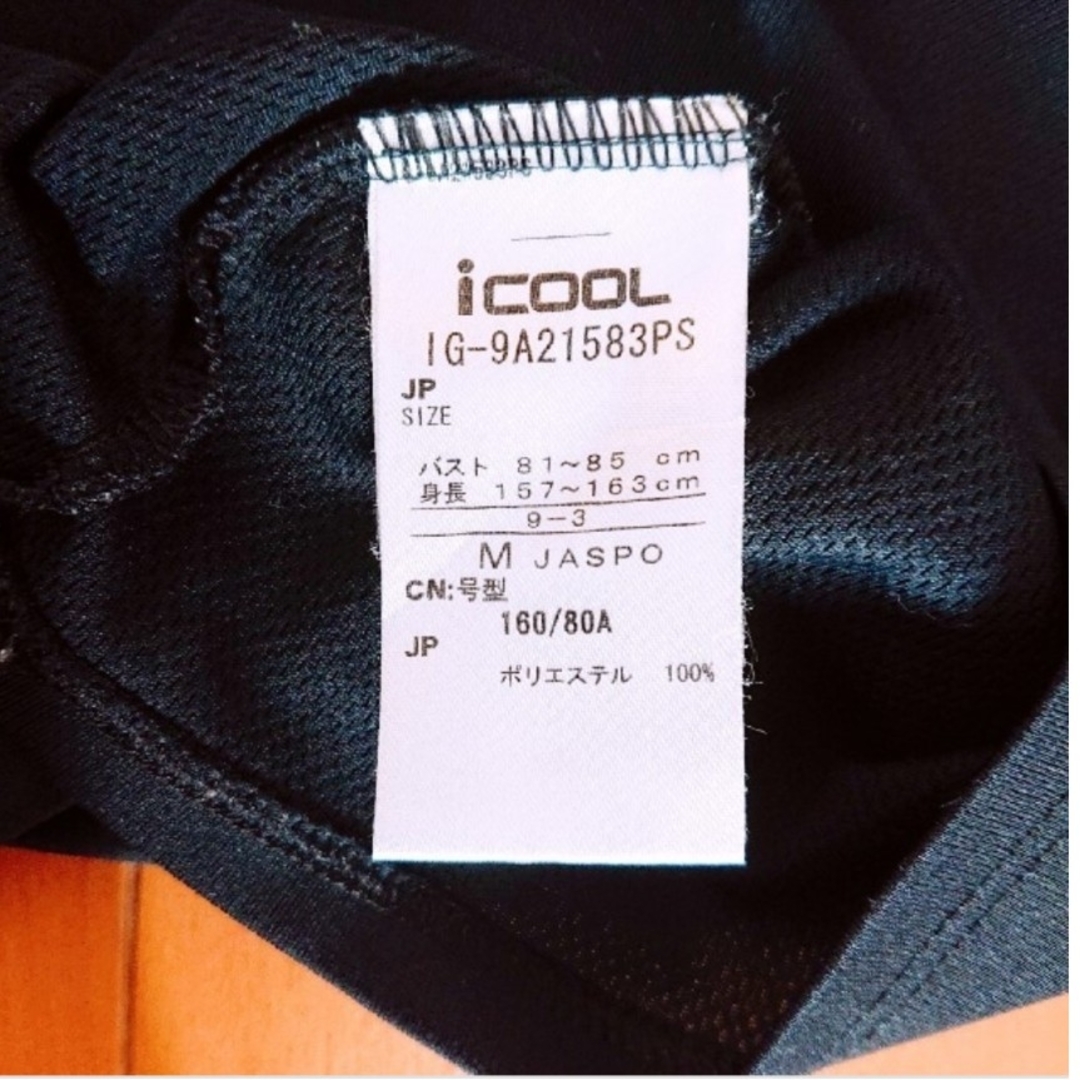 iCOOL
IG-9A21583PS
JP
SIZE
バスト 81~85 cm
身長 157~163cm
9-3
M JASPO
CN:号型
160/80A
JP
ポリエステル 100%